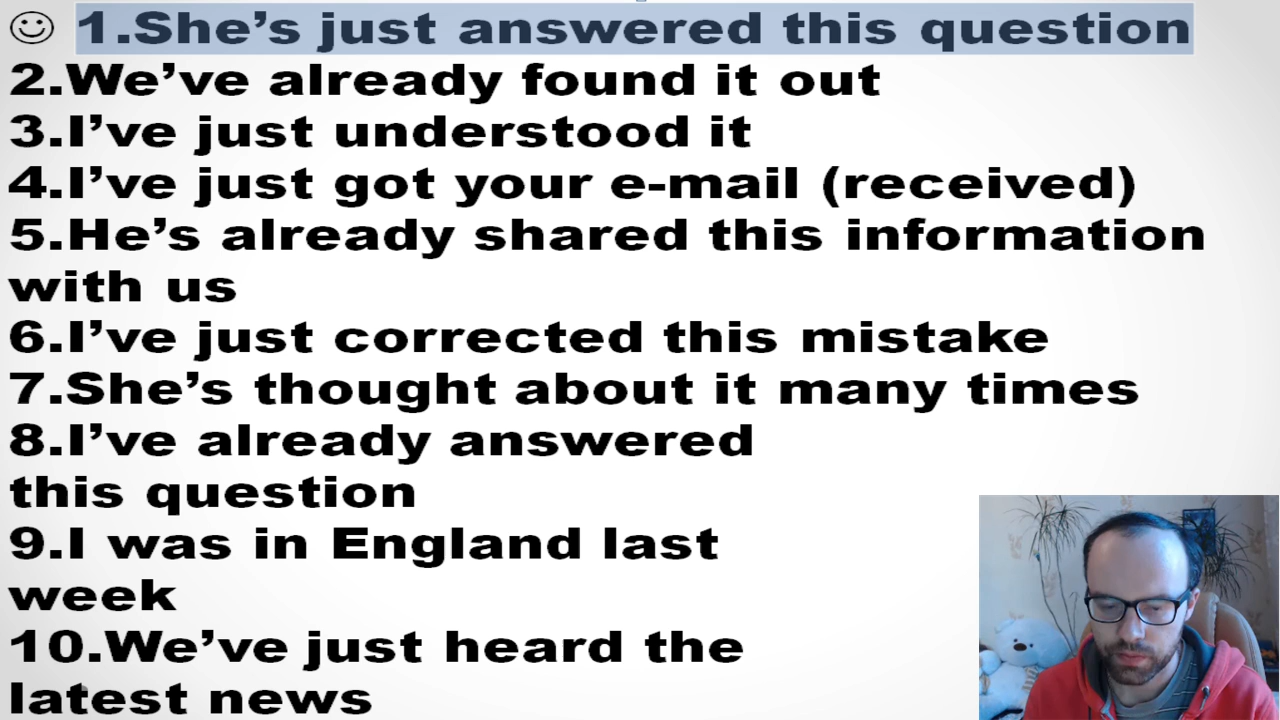 1.She’s just answered this question
2.We’ve already found it out
3.I’ve just understood it
4.I’ve just got your e-mail (received)
5.He’s already shared this information
with us
6.I’ve just corrected this mistake
7.She’s thought about it many times
8.I’ve already answered
this question
9.I was in England last
week
10.We’ve just heard the
latest news